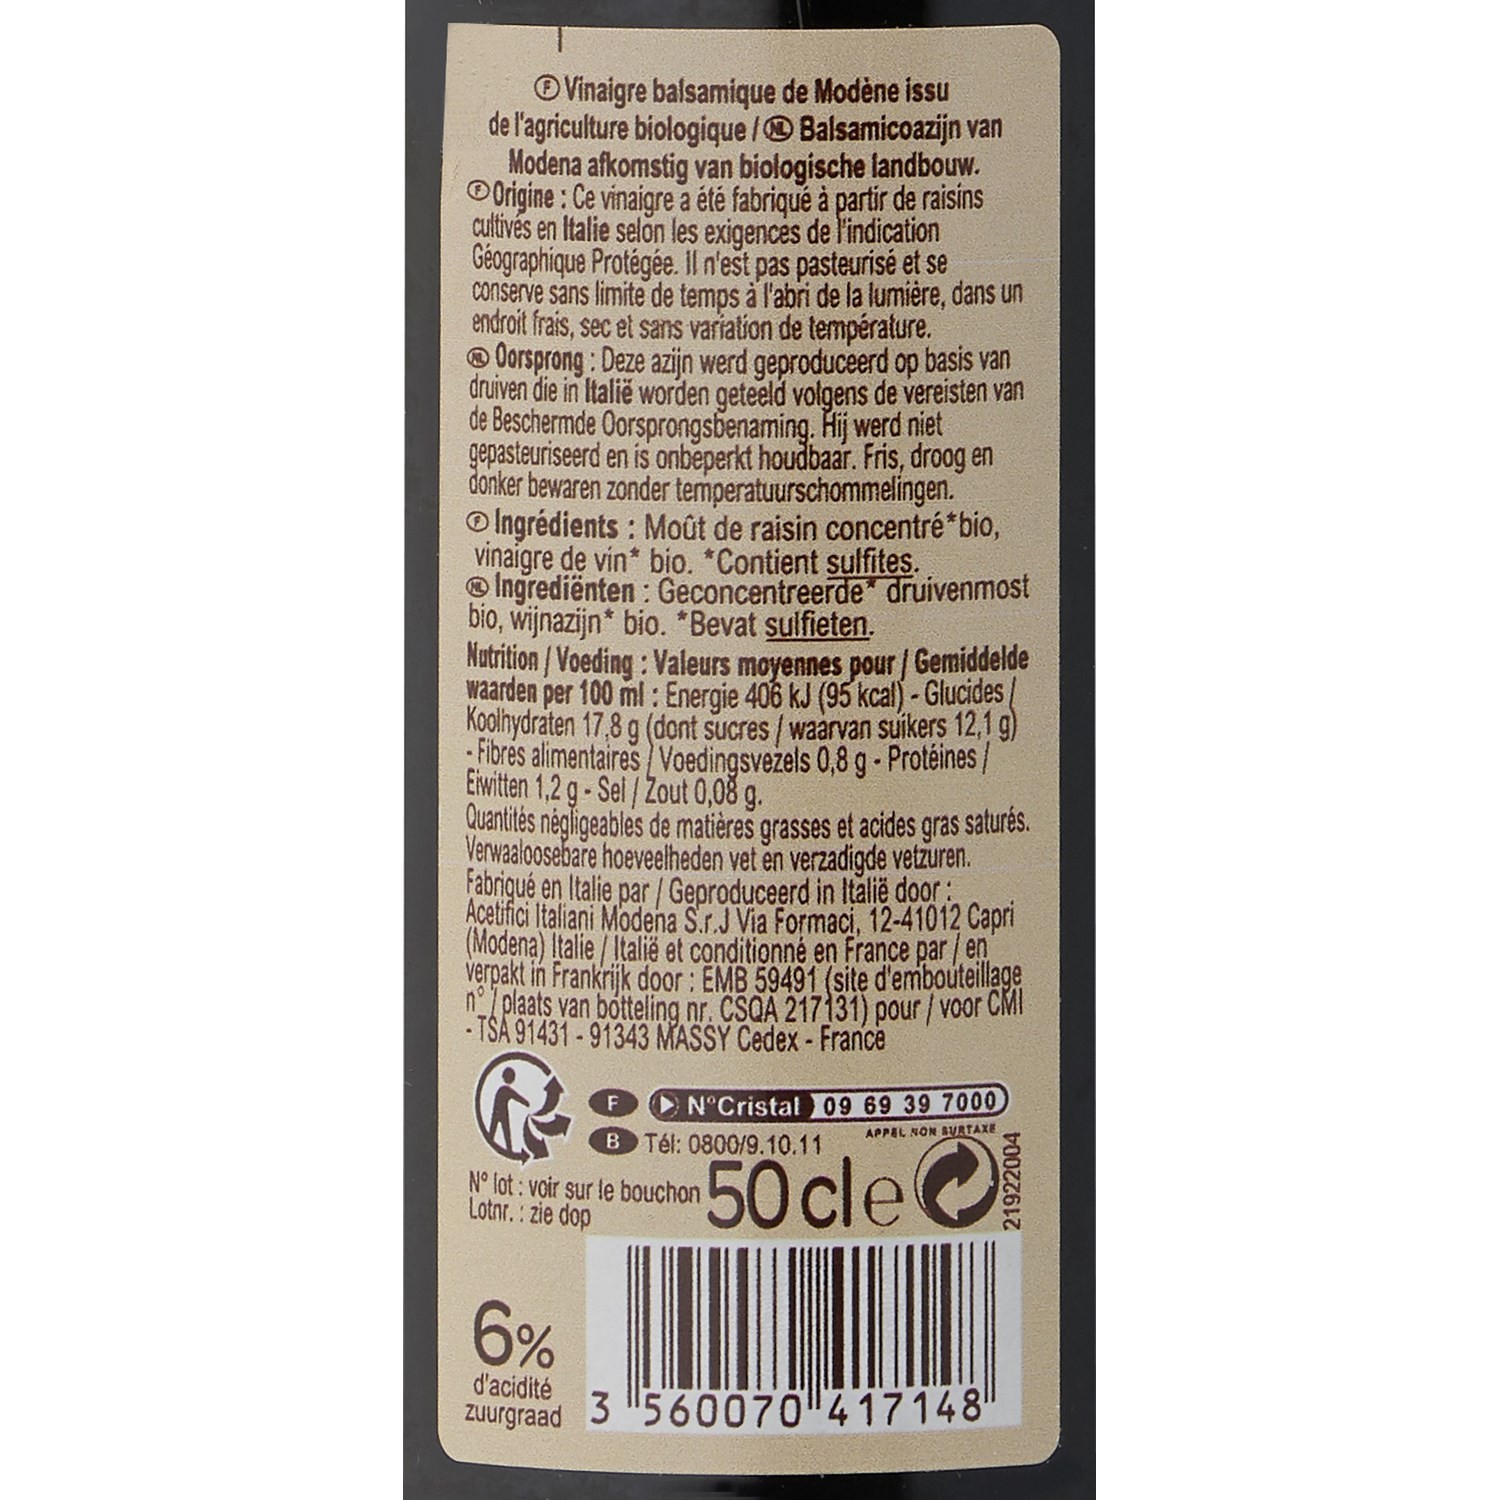 F Vinaigre balsamique de Modène issu
de l'agriculture biologique / NL Balsamicoazijn van
Modena afkomstig van biologische landbouw.
F Origine : Ce vinaigre a été fabriqué à partir de raisins
cultivés en Italie selon les exigences de l'indication
Géographique Protégée. Il n'est pas pasteurisé et se
conserve sans limite de temps à l'abri de la lumière, dans un
endroit frais, sec et sans variation de température.
NL Oorsprong : Deze azijn werd geproduceerd op basis van
druiven die in Italië worden geteeld volgens de vereisten van
de Beschermde Oorsprongsbenaming. Hij werd niet
gepasteuriseerd en is onbeperkt houdbaar. Fris, droog en
donker bewaren zonder temperatuurschommelingen.
F Ingrédients : Moût de raisin concentré*bio,
vinaigre de vin* bio. *Contient sulfites.
NL Ingrediënten : Geconcentreerde* druivenmost
bio, wijnazijn* bio. *Bevat sulfieten.
Nutrition / Voeding : Valeurs moyennes pour / Gemiddelde
waarden per 100 ml : Energie 406 kJ (95 kcal) - Glucides /
Koolhydraten 17,8 g (dont sucres / waarvan suikers 12,1 g)
- Fibres alimentaires / Voedingsvezels 0,8 g - Protéines /
Eiwitten 1,2 g - Sel / Zout 0,08 g.
Quantités négligeables de matières grasses et acides gras saturés.
Verwaaloosebare hoeveelheden vet en verzadigde vetzuren.
Fabriqué en Italie par / Geproduceerd in Italië door :
Acetifici Italiani Modena S.r.J Via Formaci, 12-41012 Capri
(Modena) Italie / Italië et conditionné en France par / en
verpakt in Frankrijk door : EMB 59491 (site d'embouteillage
n° / plaats van botteling nr. CSQA 217131) pour / voor CMI
- TSA 91431 - 91343 MASSY Cedex - France
F N°Cristal 09 69 39 7000
APPEL NON SURTAXE
B Tél: 0800/9.10.11
N° lot : voir sur le bouchon
Lotnr. : zie dop
50 cl e
21922004
6%
d'acidité
zuurgraad
3 560070 417148